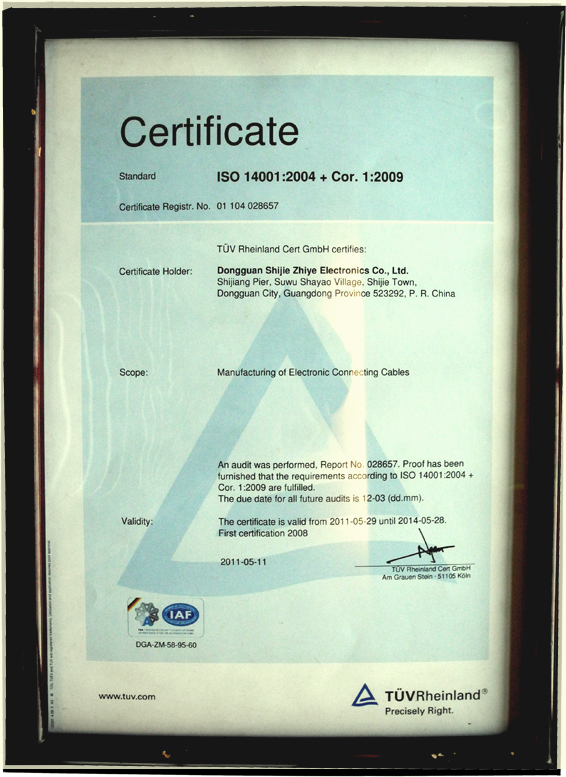 Certificate
Standard ISO 14001:2004 + Cor. 1:2009
Certificate Registr. No. 01 104 028657
TÜV Rheinland Cert GmbH certifies:
Certificate Holder: Dongguan Shijie Zhiye Electronics Co., Ltd.
Shijiang Pier, Suwu Shayao Village, Shijie Town,
Dongguan City, Guangdong Province 523292, P. R. China
Scope: Manufacturing of Electronic Connecting Cables
An audit was performed, Report No. 028657. Proof has been
furnished that the requirements according to ISO 14001:2004 +
Cor. 1:2009 are fulfilled.
The due date for all future audits is 12-03 (dd.mm).
Validity: The certificate is valid from 2011-05-29 until 2014-05-28.
First certification 2008
2011-05-11
TÜV Rheinland Cert GmbH
Am Grauen Stein · 51105 Köln
IAF
DGA-ZM-58-95-60
www.tuv.com
TÜVRheinland®
Precisely Right.